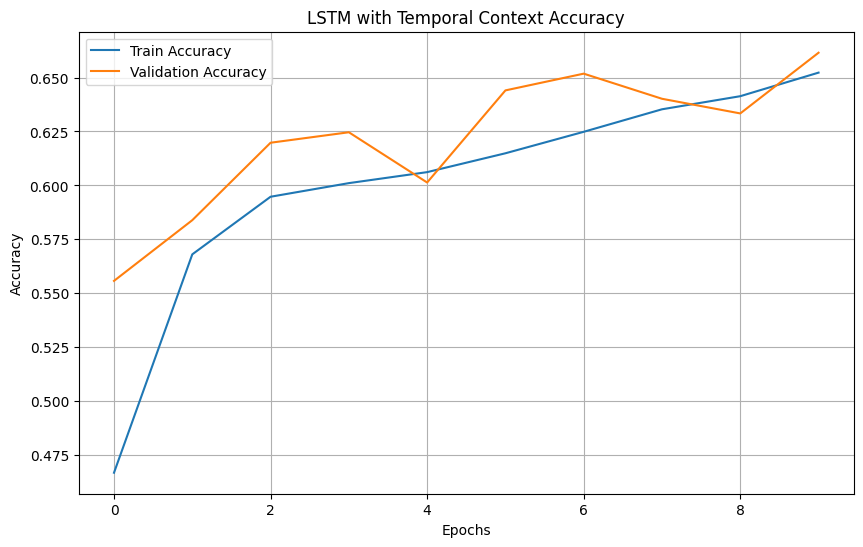 LSTM with Temporal Context Accuracy
Train Accuracy
Validation Accuracy
0.650
0.625
0.600
0.575
0.550
0.525
0.500
0.475
Accuracy
0 2 4 6 8
Epochs